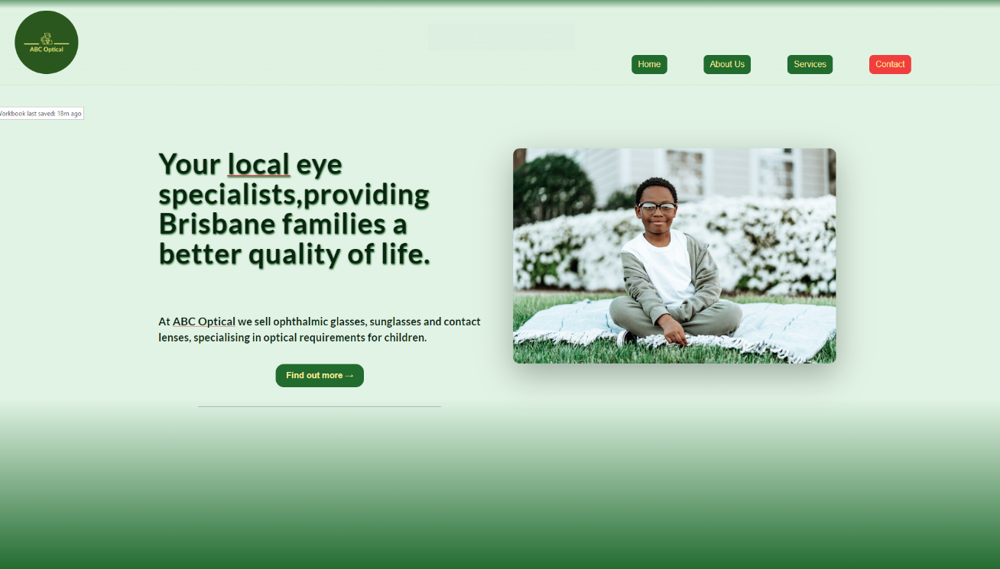 ABC Optical
Home
About Us
Services
Contact
Workbook last saved: 18m ago
Your local eye
specialists,providing
Brisbane families a
better quality of life.
At ABC Optical we sell ophthalmic glasses, sunglasses and contact
lenses, specialising in optical requirements for children.
Find out more →